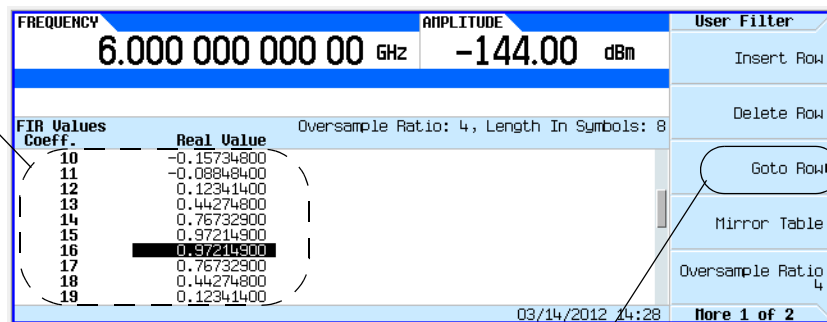 FREQUENCY AMPLITUDE User Filter
6.000 000 000 00 GHz -144.00 dBm
Insert Row
Delete Row
FIR Values Oversample Ratio: 4, Length In Symbols: 8
Coeff. Real Value
10 -0.15734800
11 -0.08848400
12 0.12341400
13 0.44274800
14 0.76732900
15 0.97214900
16 0.97214900
17 0.76732900
18 0.44274800
19 0.12341400
Goto Row
Mirror Table
Oversample Ratio
4
03/14/2012 14:28 More 1 of 2